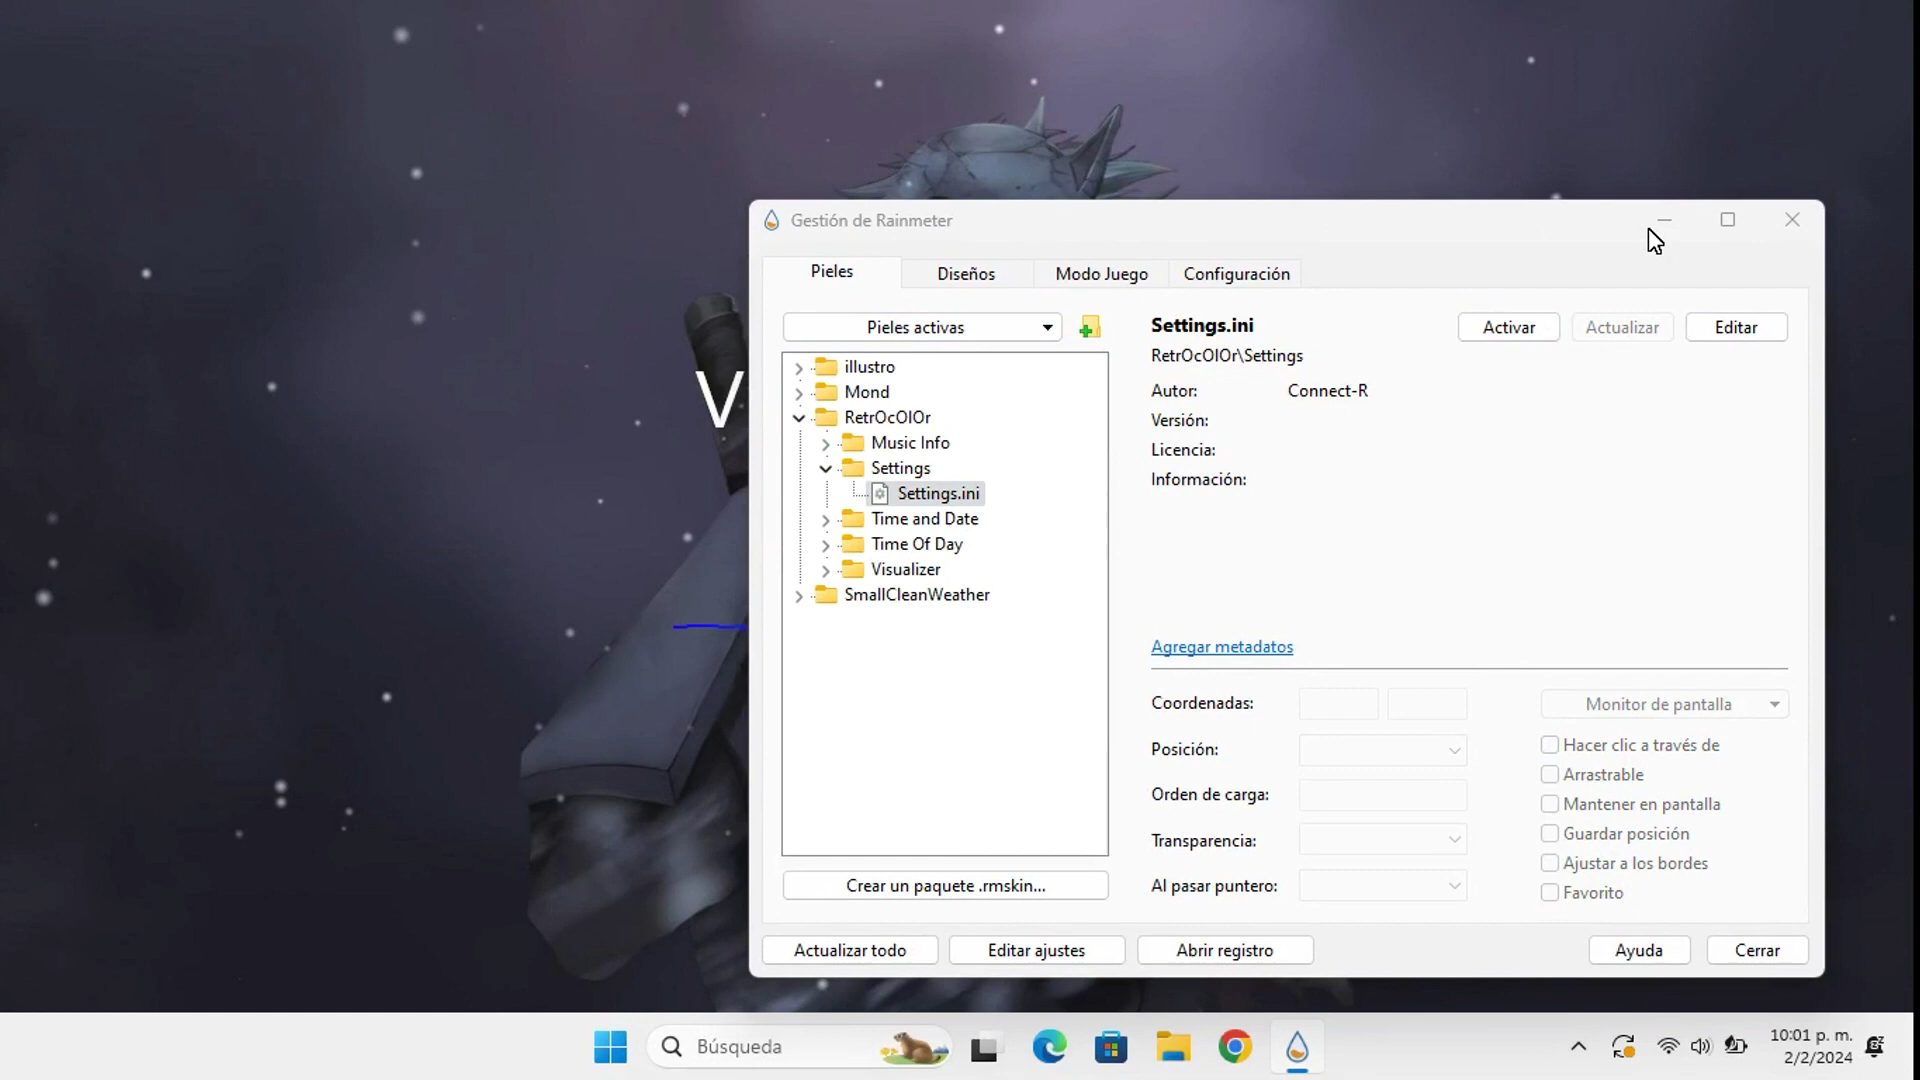 Gestión de Rainmeter
Pieles
Diseños
Modo Juego
Configuración
Pieles activas
illustro
Mond
RetrOcOlOr
Music Info
Settings
Settings.ini
Time and Date
Time Of Day
Visualizer
SmallCleanWeather
Crear un paquete .rmskin...
Settings.ini
Activar
Actualizar
Editar
RetrOcOlOr\Settings
Autor: Connect-R
Versión:
Licencia:
Información:
Agregar metadatos
Coordenadas:
Posición:
Orden de carga:
Transparencia:
Al pasar puntero:
Monitor de pantalla
Hacer clic a través de
Arrastrable
Mantener en pantalla
Guardar posición
Ajustar a los bordes
Favorito
Actualizar todo
Editar ajustes
Abrir registro
Ayuda
Cerrar
V
Búsqueda
10:01 p. m.
2/2/2024